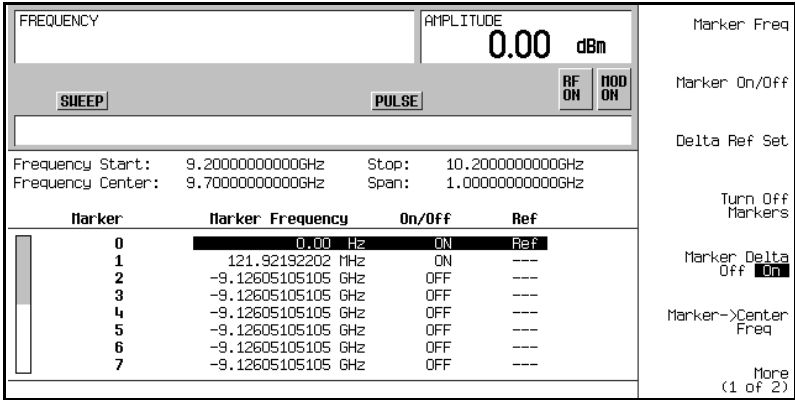 FREQUENCY
AMPLITUDE
0.00 dBm
RF ON
MOD ON
SWEEP
PULSE
Frequency Start: 9.20000000000GHz Stop: 10.2000000000GHz
Frequency Center: 9.70000000000GHz Span: 1.00000000000GHz
Marker Marker Frequency On/Off Ref
0 0.00 Hz ON Ref
1 121.92192202 MHz ON ---
2 -9.12605105105 GHz OFF ---
3 -9.12605105105 GHz OFF ---
4 -9.12605105105 GHz OFF ---
5 -9.12605105105 GHz OFF ---
6 -9.12605105105 GHz OFF ---
7 -9.12605105105 GHz OFF ---
Marker Freq
Marker On/Off
Delta Ref Set
Turn Off
Markers
Marker Delta
Off On
Marker->Center
Freq
More
(1 of 2)